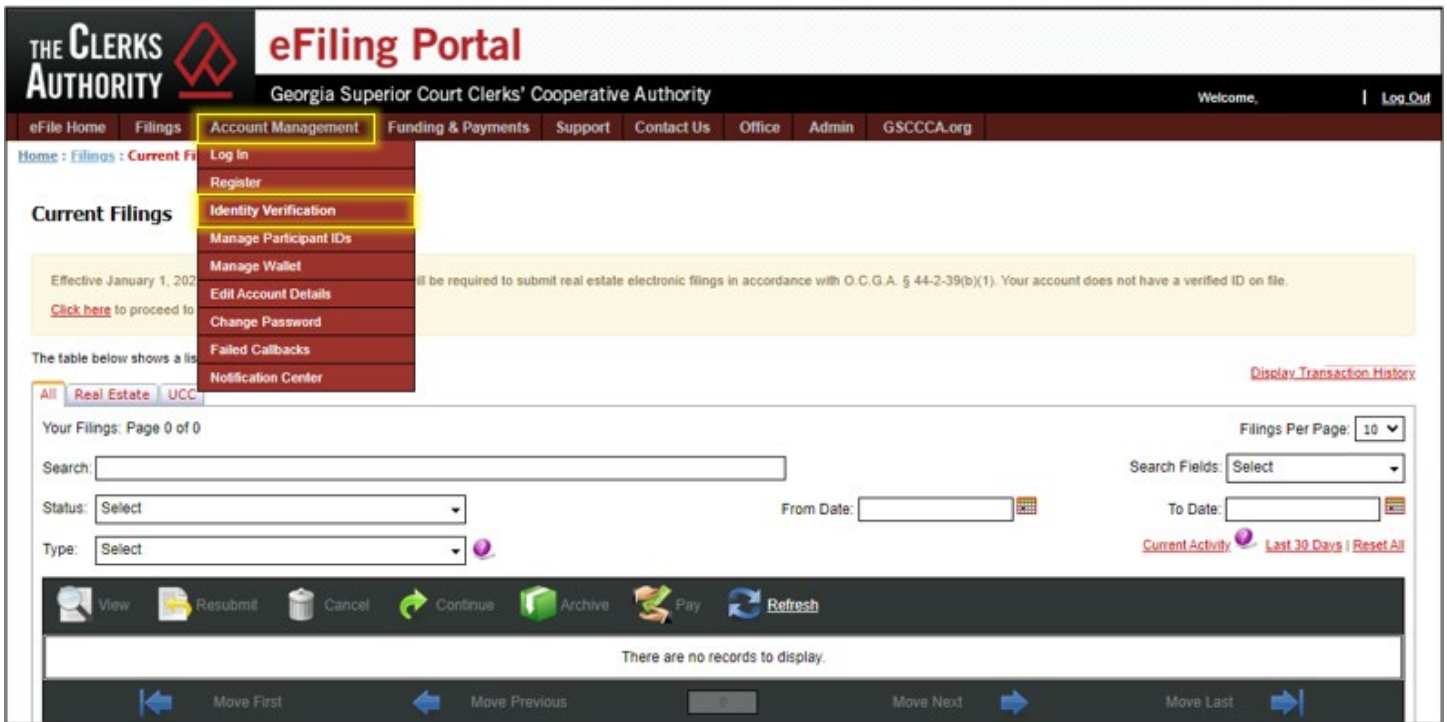 THE CLERKS AUTHORITY
eFiling Portal
Georgia Superior Court Clerks' Cooperative Authority
Welcome, | Log Out
eFile Home Filings Account Management Funding & Payments Support Contact Us Office Admin GSCCCA.org
Home : Filings : Current Fi
Log In
Register
Identity Verification
Manage Participant IDs
Manage Wallet
Edit Account Details
Change Password
Failed Callbacks
Notification Center
Current Filings
Effective January 1, 202 ill be required to submit real estate electronic filings in accordance with O.C.G.A. § 44-2-39(b)(1). Your account does not have a verified ID on file.
Click here to proceed to
The table below shows a lis
Display Transaction History
All Real Estate UCC
Your Filings: Page 0 of 0
Filings Per Page: 10
Search:
Search Fields: Select
Status: Select
From Date:
To Date:
Type: Select
Current Activity Last 30 Days | Reset All
View Resubmit Cancel Continue Archive Pay Refresh
There are no records to display.
Move First Move Previous 0 Move Next Move Last